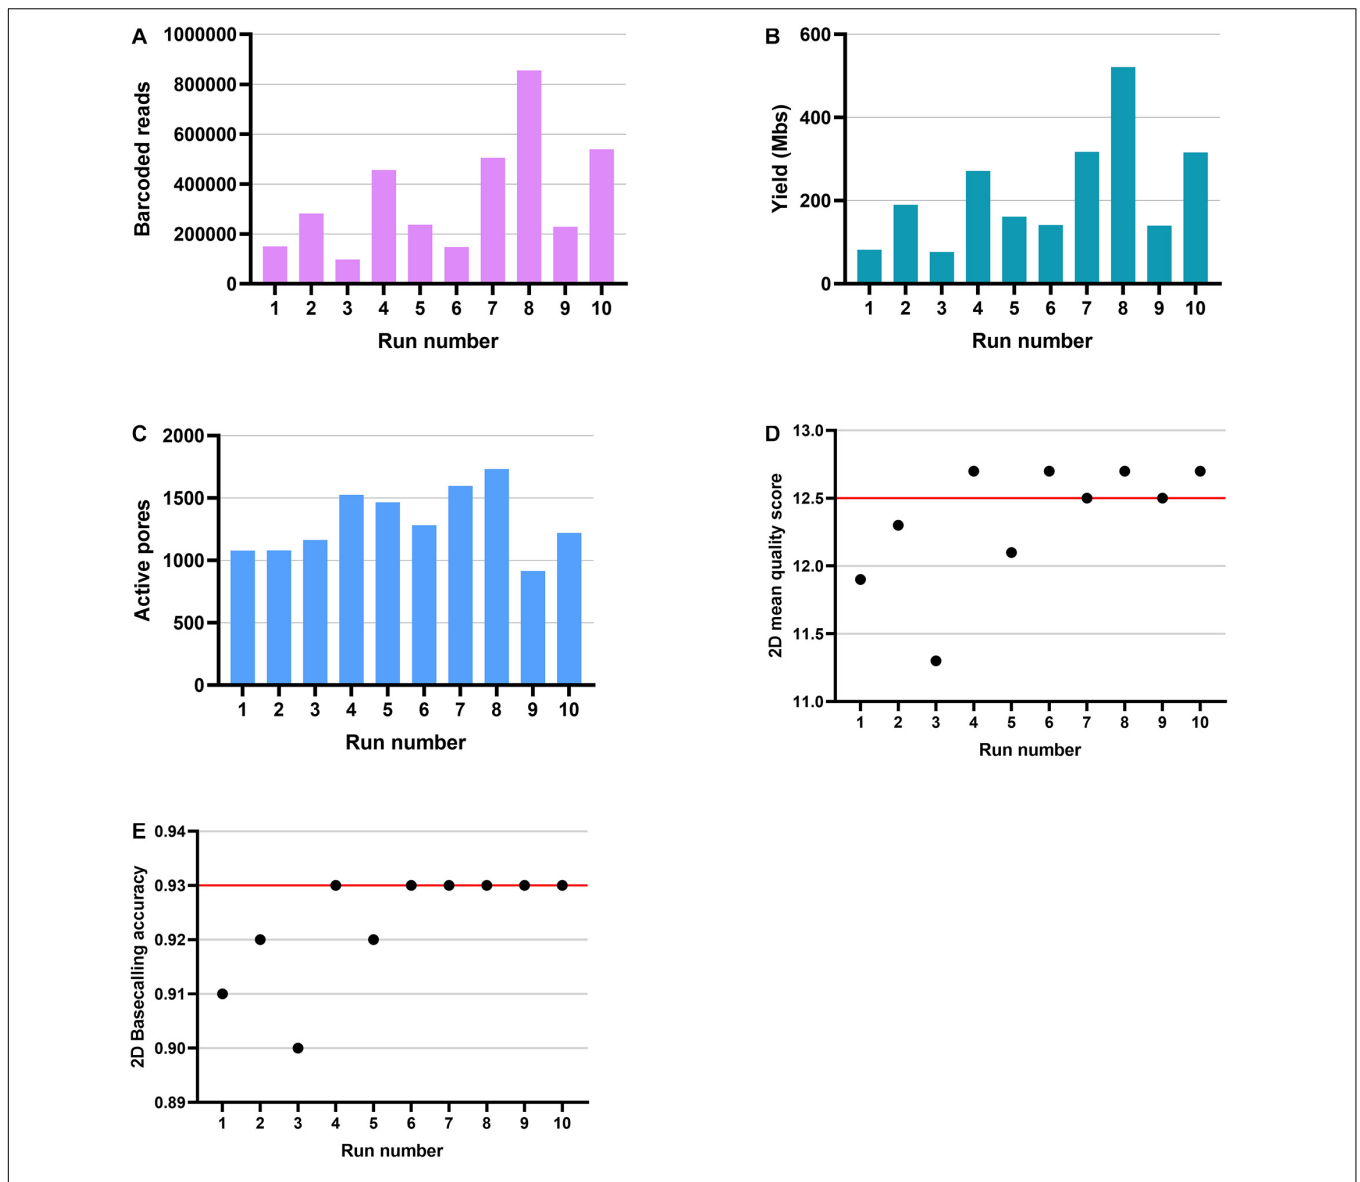 A
Barcoded reads
1000000
800000
600000
400000
200000
0
1 2 3 4 5 6 7 8 9 10
Run number
B
Yield (Mbs)
600
400
200
0
1 2 3 4 5 6 7 8 9 10
Run number
C
Active pores
2000
1500
1000
500
0
1 2 3 4 5 6 7 8 9 10
Run number
D
2D mean quality score
13.0
12.5
12.0
11.5
11.0
1 2 3 4 5 6 7 8 9 10
Run number
E
2D Basecalling accuracy
0.94
0.93
0.92
0.91
0.90
0.89
1 2 3 4 5 6 7 8 9 10
Run number